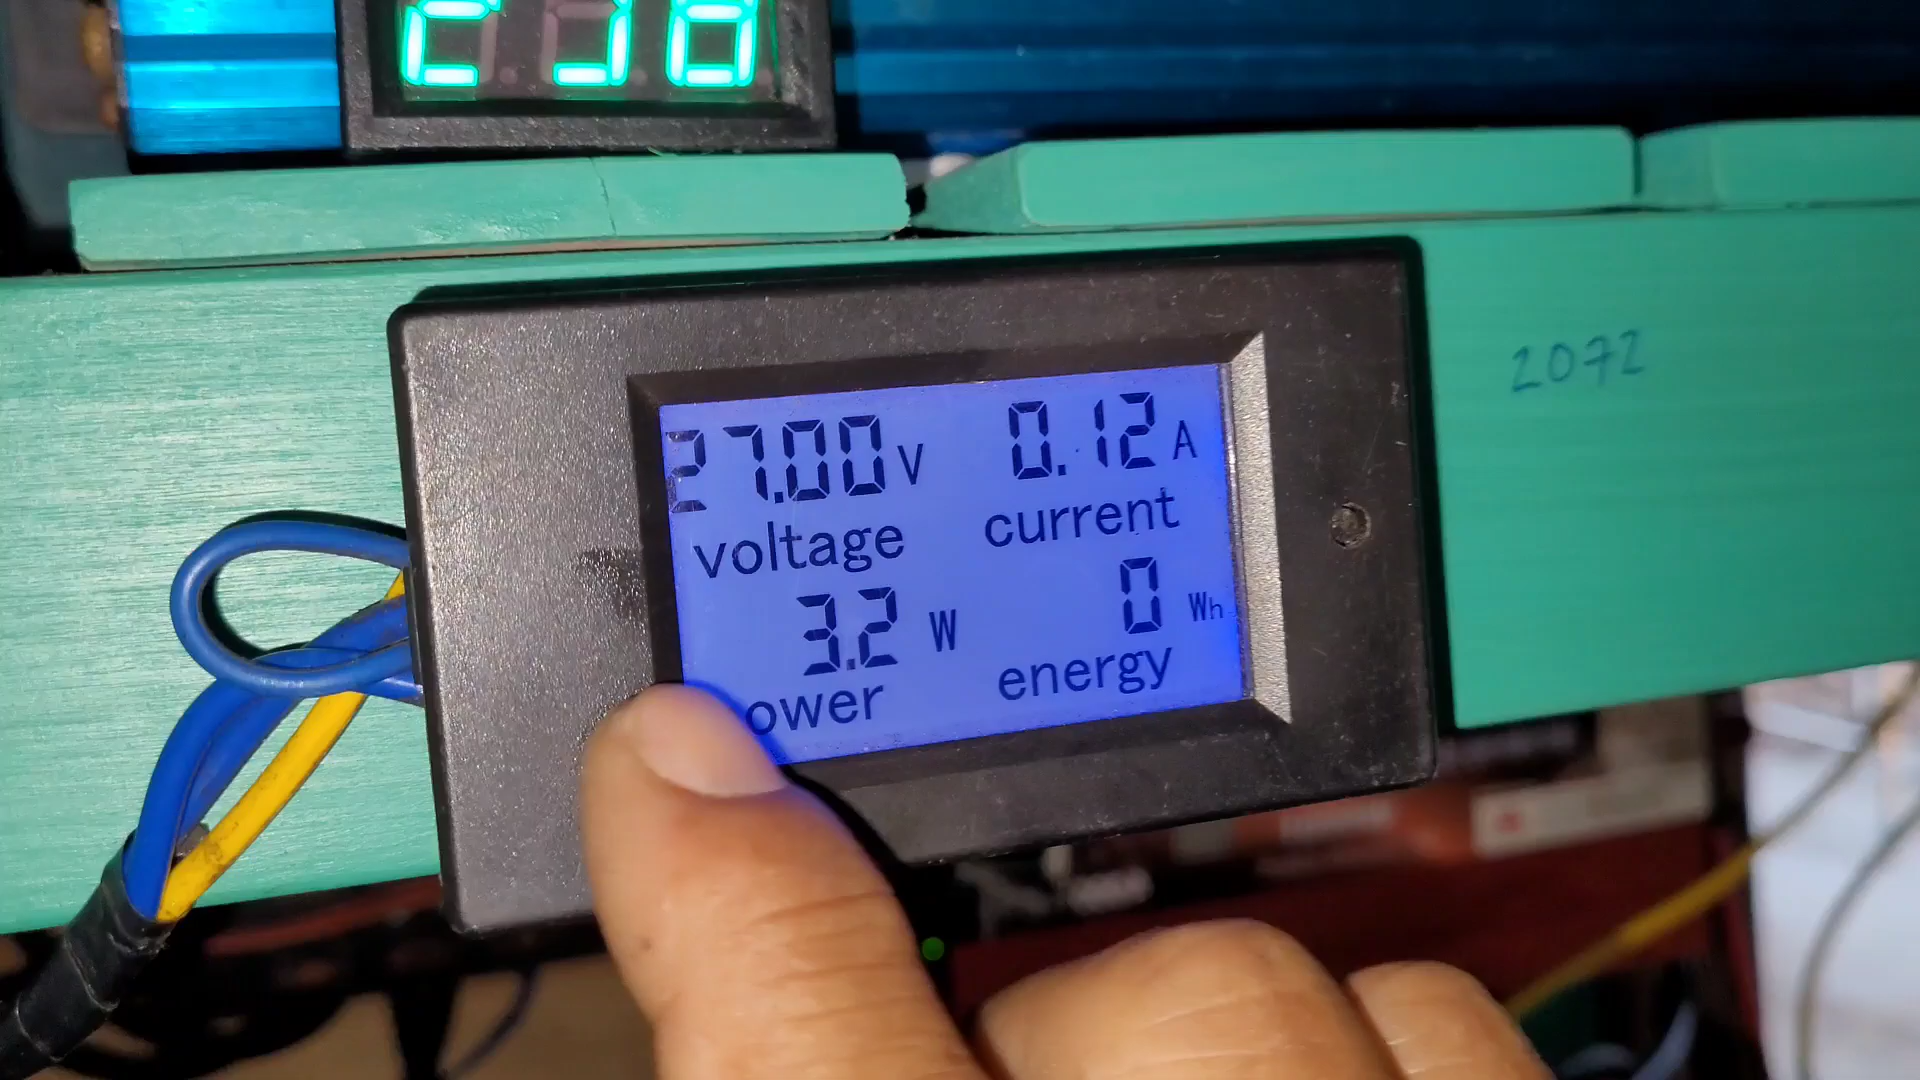 2072
27.00 V 0.12 A
voltage current
3.2 W 0 Wh
ower energy